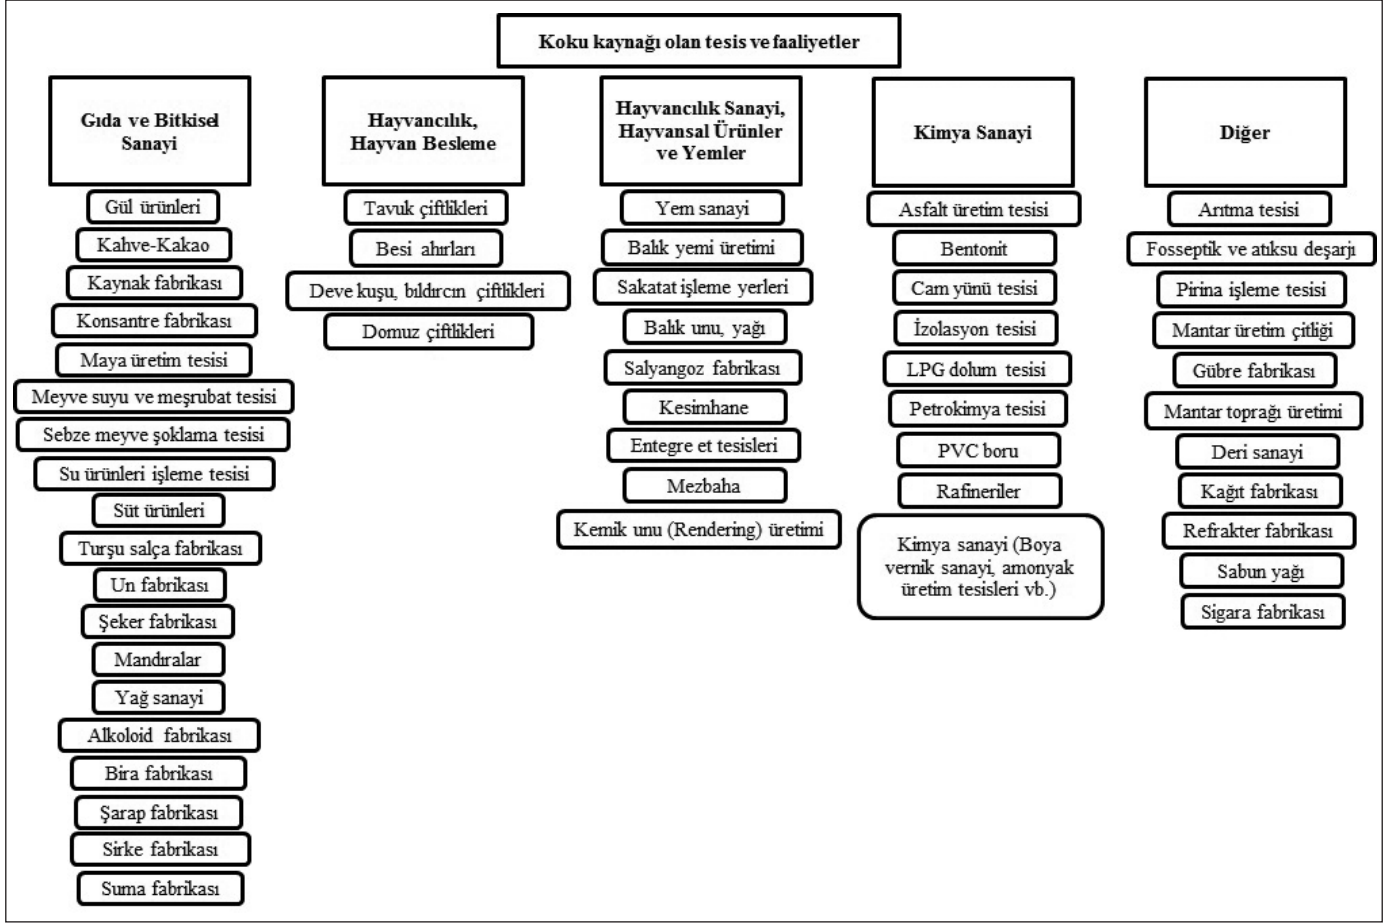 Koku kaynağı olan tesis ve faaliyetler
Gıda ve Bitkisel
Sanayi
Gül ürünleri
Kahve-Kakao
Kaynak fabrikası
Konsantre fabrikası
Maya üretim tesisi
Meyve suyu ve meşrubat tesisi
Sebze meyve şoklama tesisi
Su ürünleri işleme tesisi
Süt ürünleri
Turşu salça fabrikası
Un fabrikası
Şeker fabrikası
Mandıralar
Yağ sanayi
Alkoloid fabrikası
Bira fabrikası
Şarap fabrikası
Sirke fabrikası
Suma fabrikası
Hayvancılık,
Hayvan Besleme
Tavuk çiftlikleri
Besi ahırları
Deve kuşu, bıldırcın çiftlikleri
Domuz çiftlikleri
Hayvancılık Sanayi,
Hayvansal Ürünler
ve Yemler
Yem sanayi
Balık yemi üretimi
Sakatat işleme yerleri
Balık unu, yağı
Salyangoz fabrikası
Kesimhane
Entegre et tesisleri
Mezbaha
Kemik unu (Rendering) üretimi
Kimya Sanayi
Asfalt üretim tesisi
Bentonit
Cam yünü tesisi
İzolasyon tesisi
LPG dolum tesisi
Petrokimya tesisi
PVC boru
Rafineriler
Kimya sanayi (Boya
vernik sanayi, amonyak
üretim tesisleri vb.)
Diğer
Arıtma tesisi
Fosseptik ve atıksu deşarjı
Pirina işleme tesisi
Mantar üretim çitliği
Gübre fabrikası
Mantar toprağı üretimi
Deri sanayi
Kağıt fabrikası
Refrakter fabrikası
Sabun yağı
Sigara fabrikası